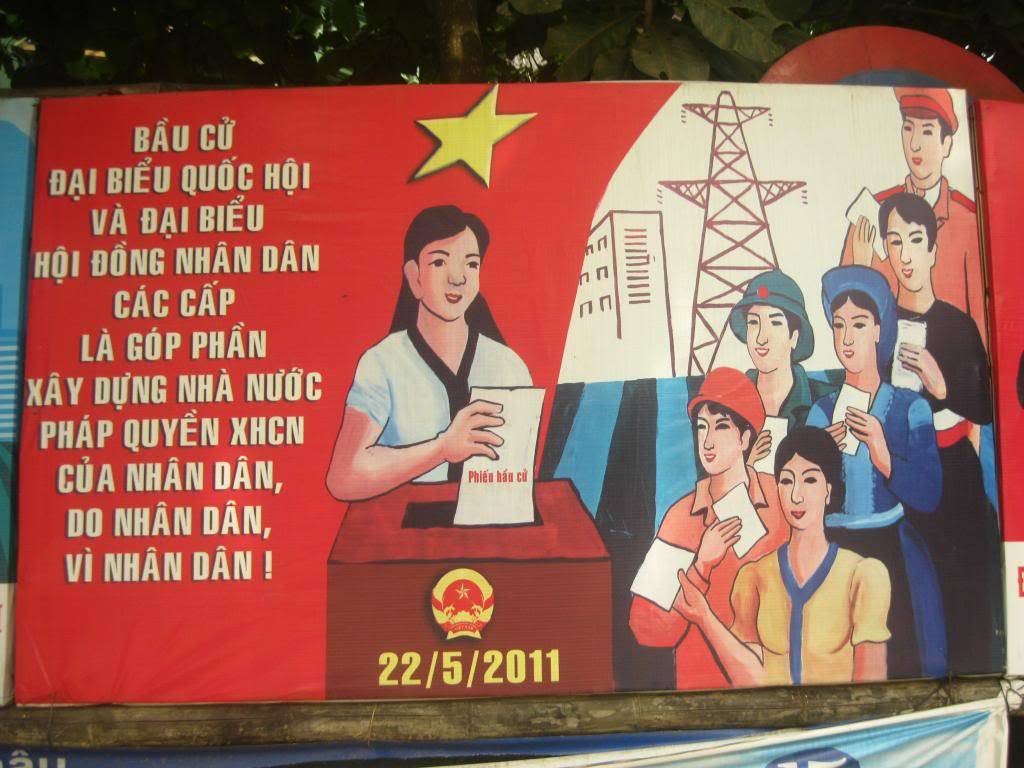 BẦU CỬ
ĐẠI BIỂU QUỐC HỘI
VÀ ĐẠI BIỂU
HỘI ĐỒNG NHÂN DÂN
CÁC CẤP
LÀ GÓP PHẦN
XÂY DỰNG NHÀ NƯỚC
PHÁP QUYỀN XHCN
CỦA NHÂN DÂN,
DO NHÂN DÂN,
VÌ NHÂN DÂN !
Phiếu bầu cử
22/5/2011